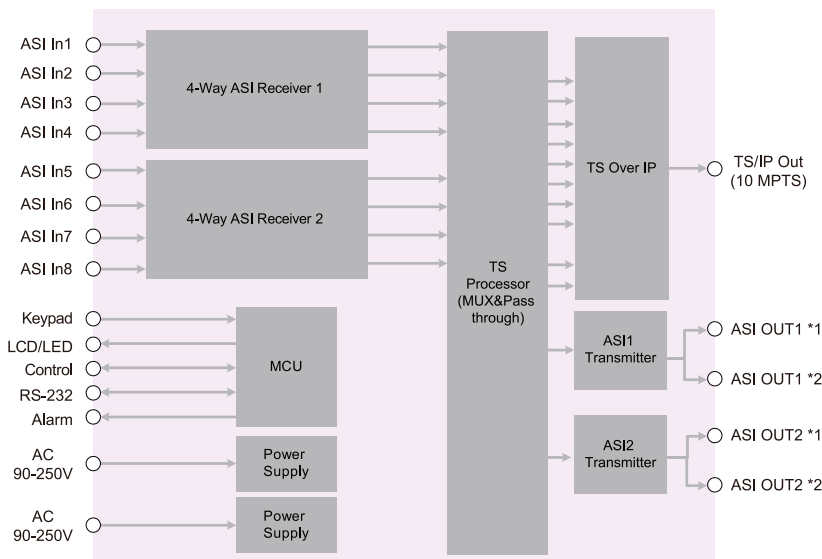 ASI In1
ASI In2
ASI In3
ASI In4
4-Way ASI Receiver 1
ASI In5
ASI In6
ASI In7
ASI In8
4-Way ASI Receiver 2
Keypad
LCD/LED
Control
RS-232
Alarm
MCU
AC
90-250V
Power
Supply
AC
90-250V
Power
Supply
TS
Processor
(MUX&Pass
through)
TS Over IP
TS/IP Out
(10 MPTS)
ASI1
Transmitter
ASI OUT1 *1
ASI OUT1 *2
ASI2
Transmitter
ASI OUT2 *1
ASI OUT2 *2